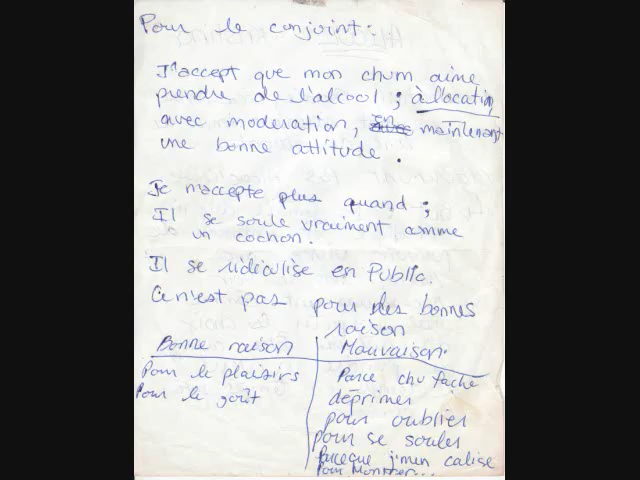 Pour le conjoint:
J'accept que mon chum aime
prendre de l'alcool; à l'ocation
avec moderation, en maintenant
une bonne attitude.
Je n'accepte plus quand;
Il se soule vraiment comme
un cochon.
Il se ridiculise en Public.
Ce n'est pas pour des bonnes
raison
Bonne raison
Pour le plaisirs
Pour le goût
Mauvaison.
Parce chu faché
déprimer
pour oublier
pour se souler
Parceque j'men calise
Pour Montrer...